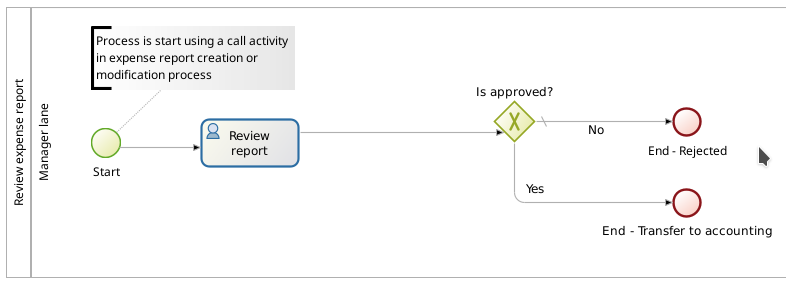 Review expense report
Manager lane
Process is start using a call activity
in expense report creation or
modification process
Start
Review
report
Is approved?
No
End - Rejected
Yes
End - Transfer to accounting